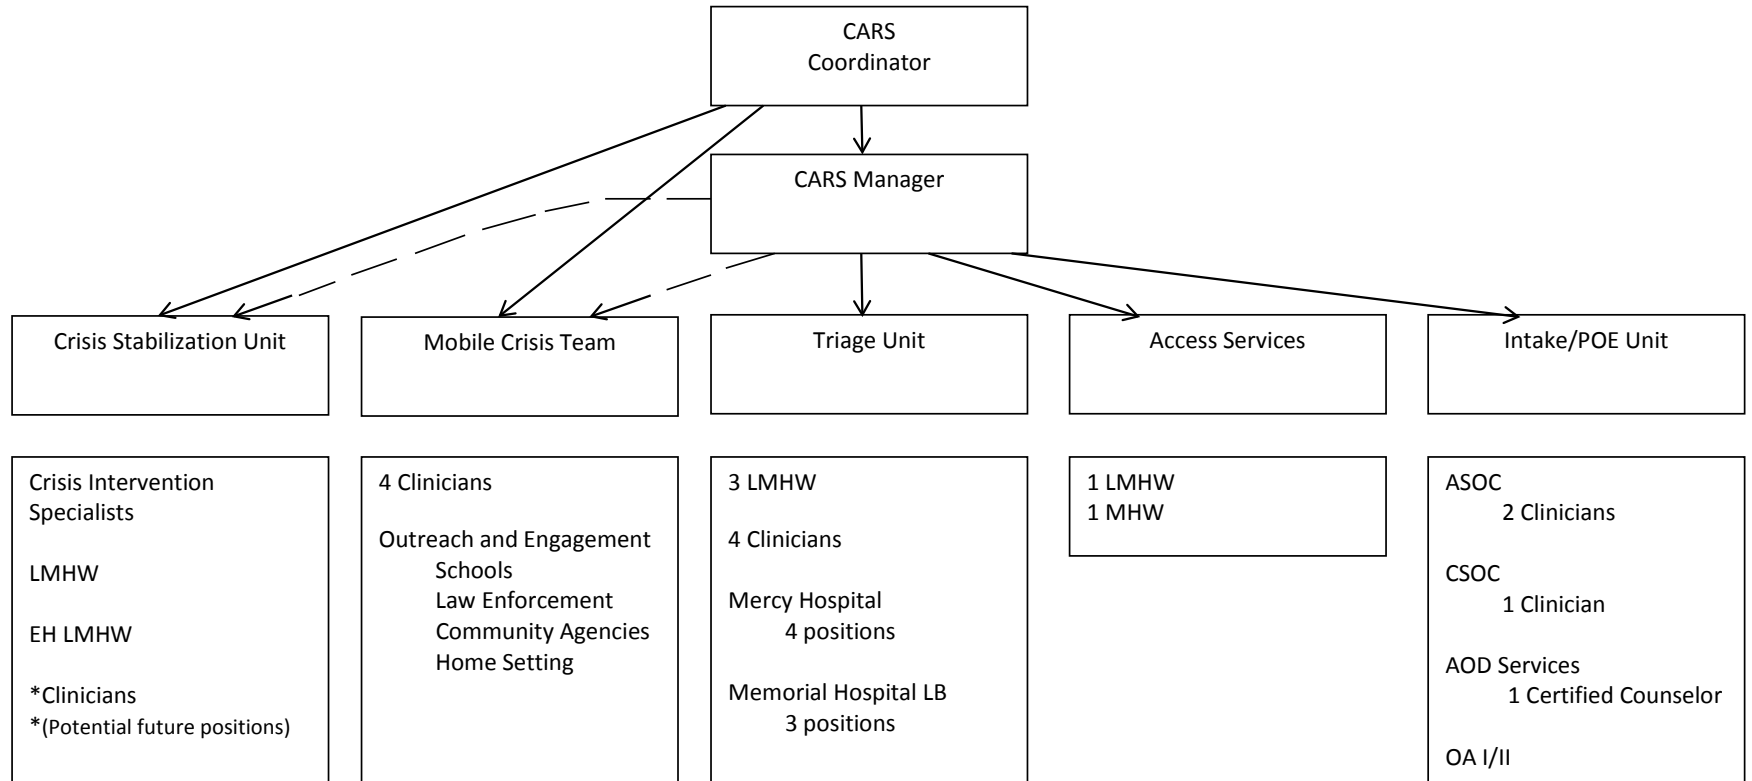 CARS
Coordinator
CARS Manager
Crisis Stabilization Unit
Mobile Crisis Team
Triage Unit
Access Services
Intake/POE Unit
Crisis Intervention
Specialists
LMHW
EH LMHW
*Clinicians
*(Potential future positions)
4 Clinicians
Outreach and Engagement
Schools
Law Enforcement
Community Agencies
Home Setting
3 LMHW
4 Clinicians
Mercy Hospital
4 positions
Memorial Hospital LB
3 positions
1 LMHW
1 MHW
ASOC
2 Clinicians
CSOC
1 Clinician
AOD Services
1 Certified Counselor
OA I/II